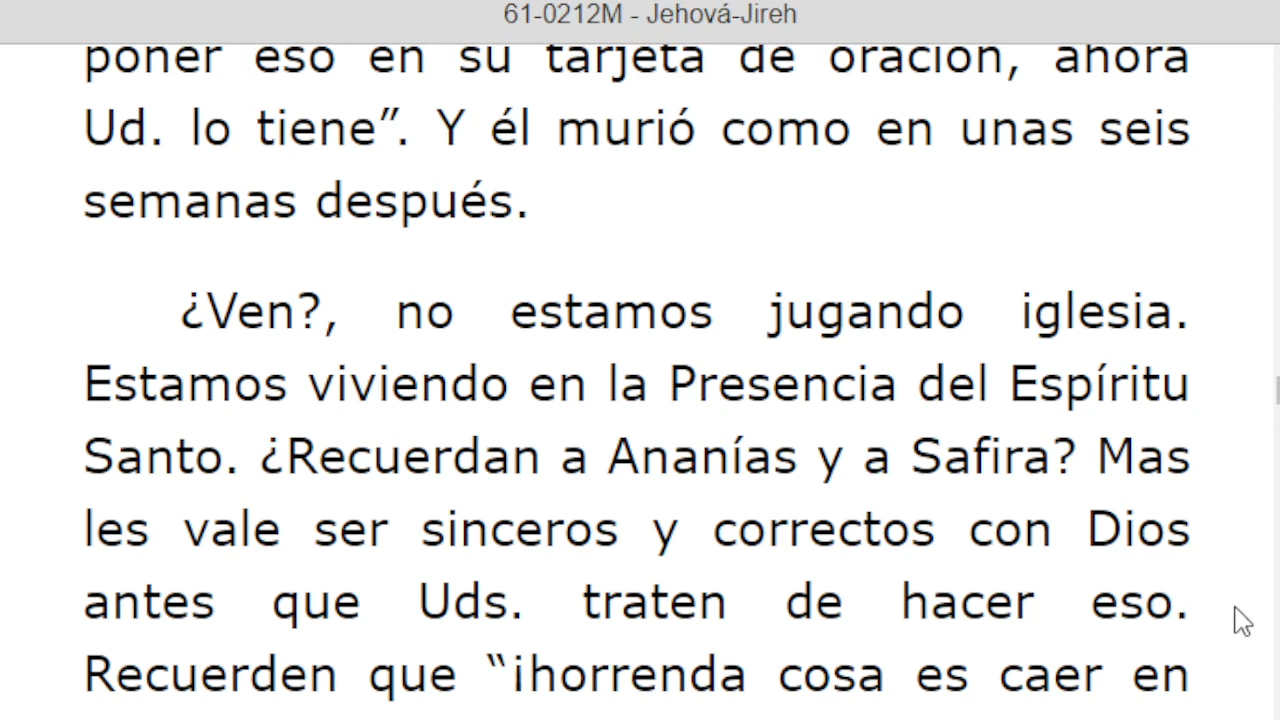 61-0212M - Jehová-Jireh
poner eso en su tarjeta de oración, ahora
Ud. lo tiene”. Y él murió como en unas seis
semanas después.
¿Ven?, no estamos jugando iglesia.
Estamos viviendo en la Presencia del Espíritu
Santo. ¿Recuerdan a Ananías y a Safira? Mas
les vale ser sinceros y correctos con Dios
antes que Uds. traten de hacer eso.
Recuerden que “¡horrenda cosa es caer en